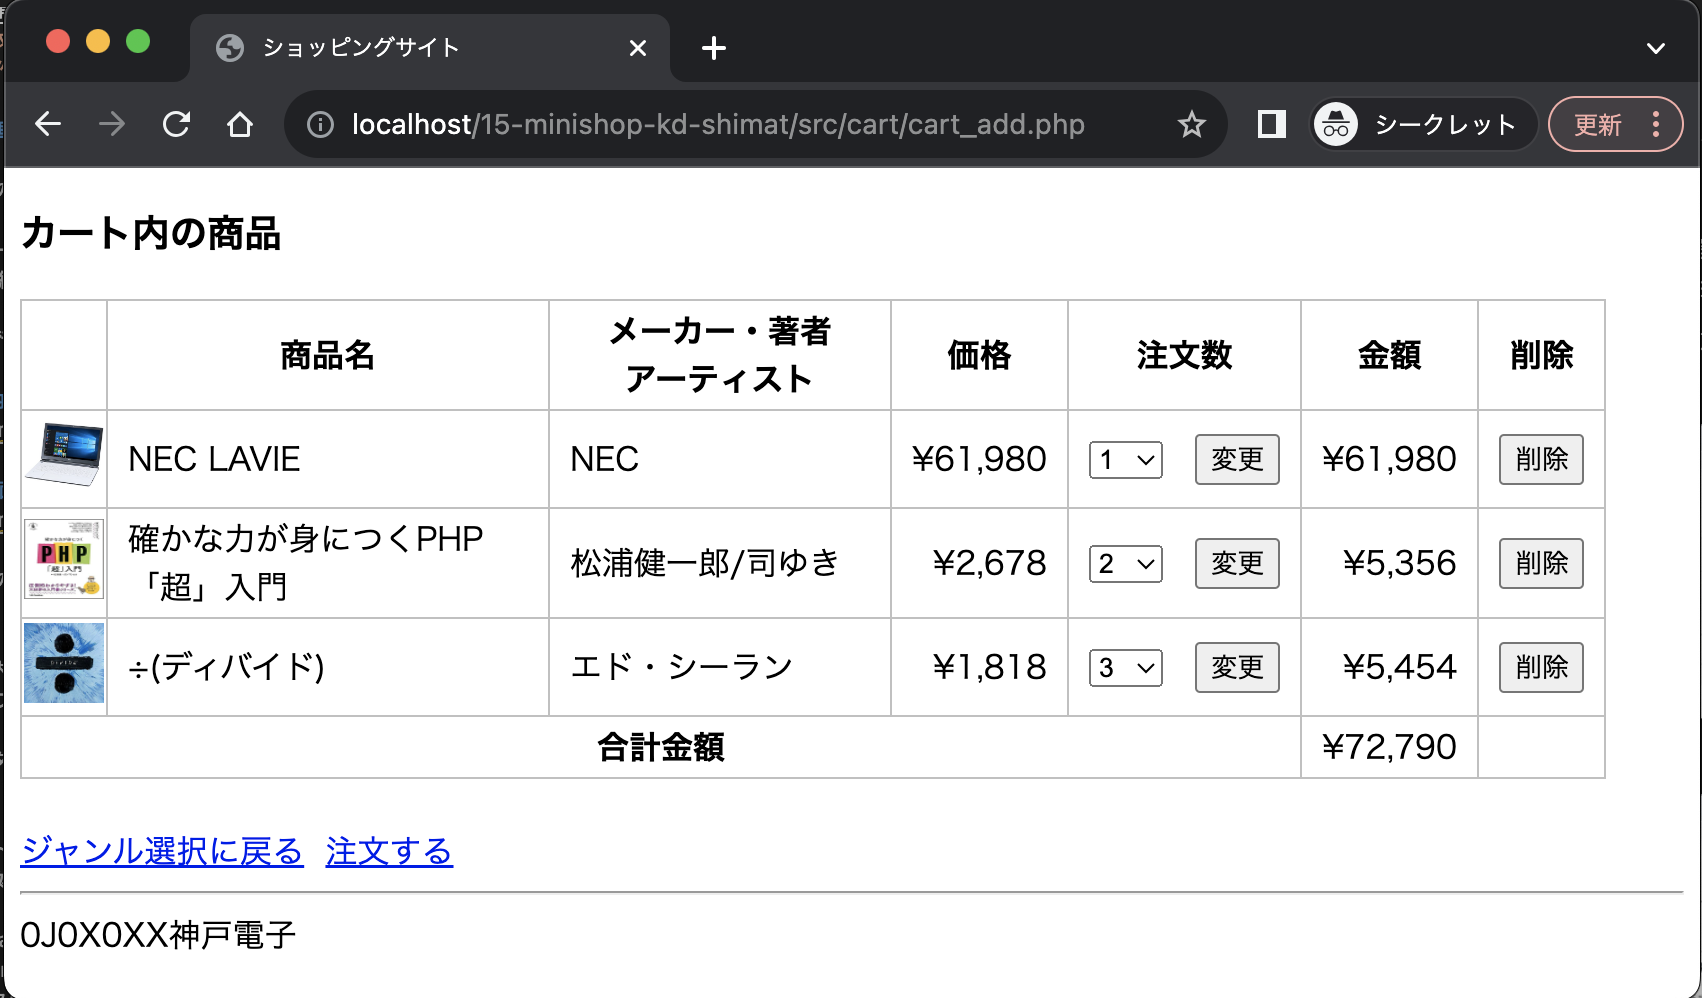 ショッピングサイト
localhost/15-minishop-kd-shimat/src/cart/cart_add.php
シークレット
更新
カート内の商品
商品名 メーカー・著者 価格 注文数 金額 削除
アーティスト
NEC LAVIE NEC ¥61,980 1 変更 ¥61,980 削除
確かな力が身につくPHP 松浦健一郎/司ゆき ¥2,678 2 変更 ¥5,356 削除
「超」入門
PHP
「超」入門
÷(ディバイド) エド・シーラン ¥1,818 3 変更 ¥5,454 削除
合計金額 ¥72,790
ジャンル選択に戻る 注文する
0J0X0XX神戸電子